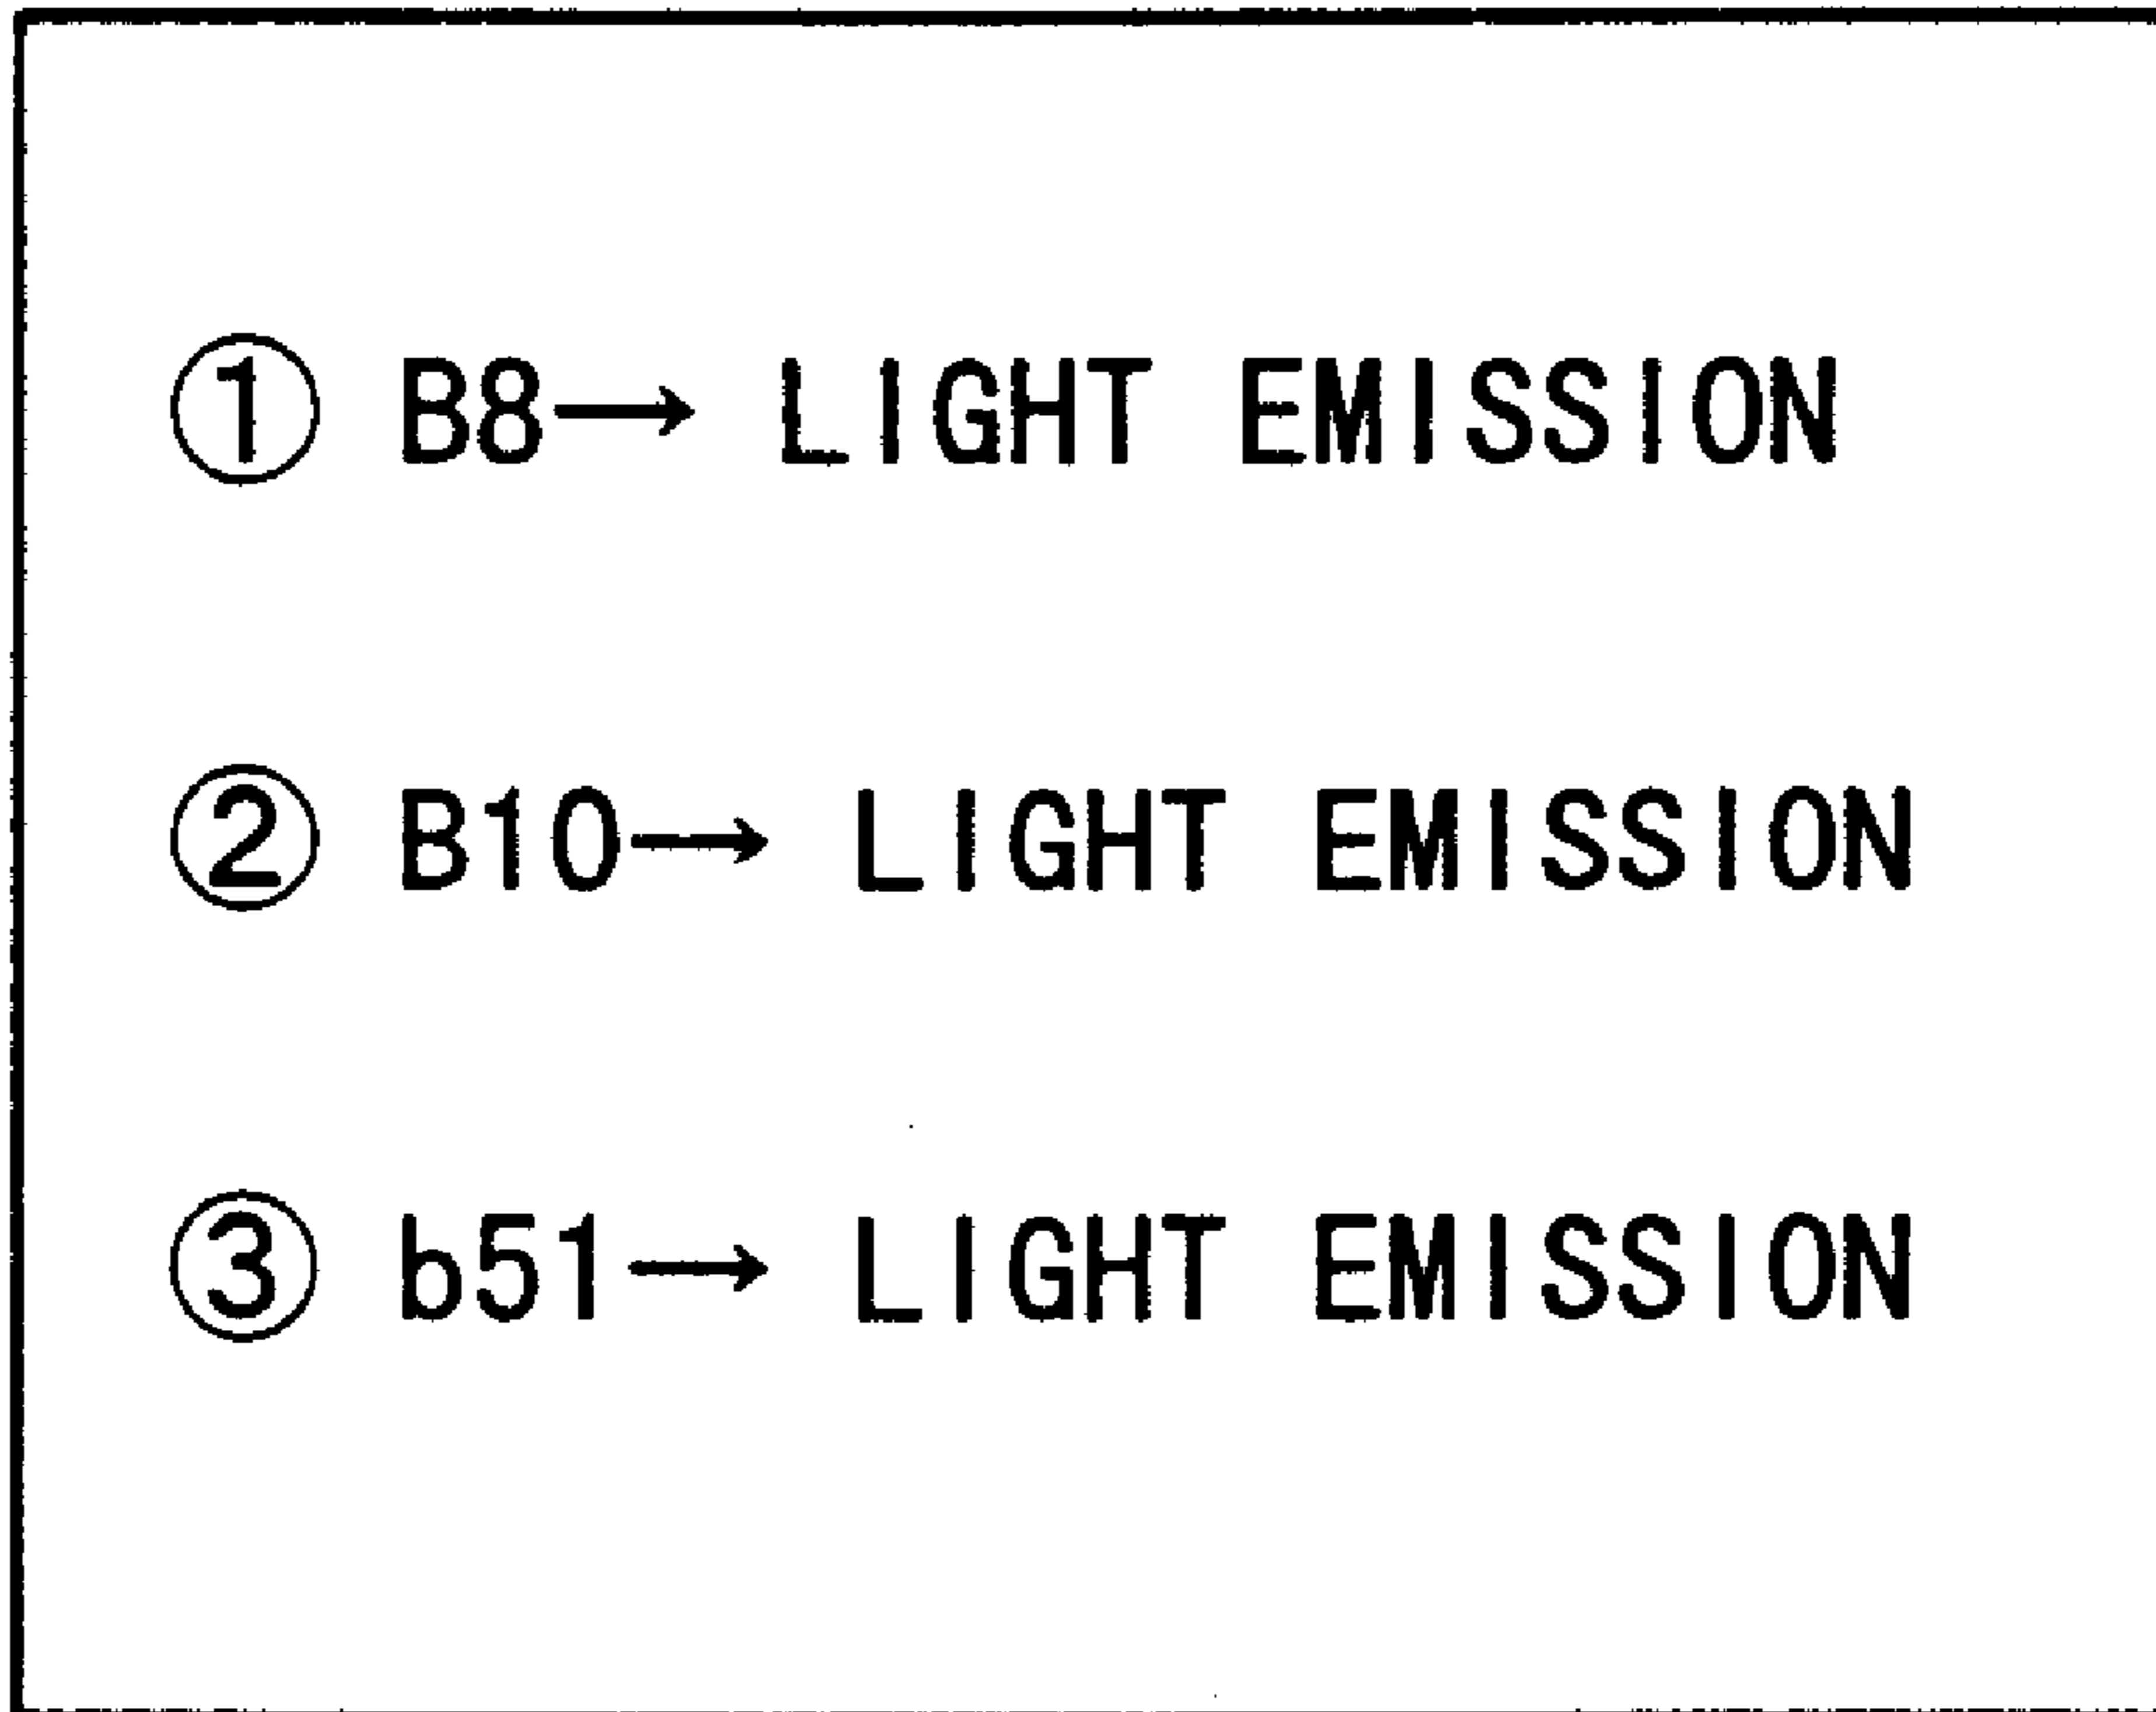 ① B8→ LIGHT EMISSION
② B10→ LIGHT EMISSION
③ b51→ LIGHT EMISSION